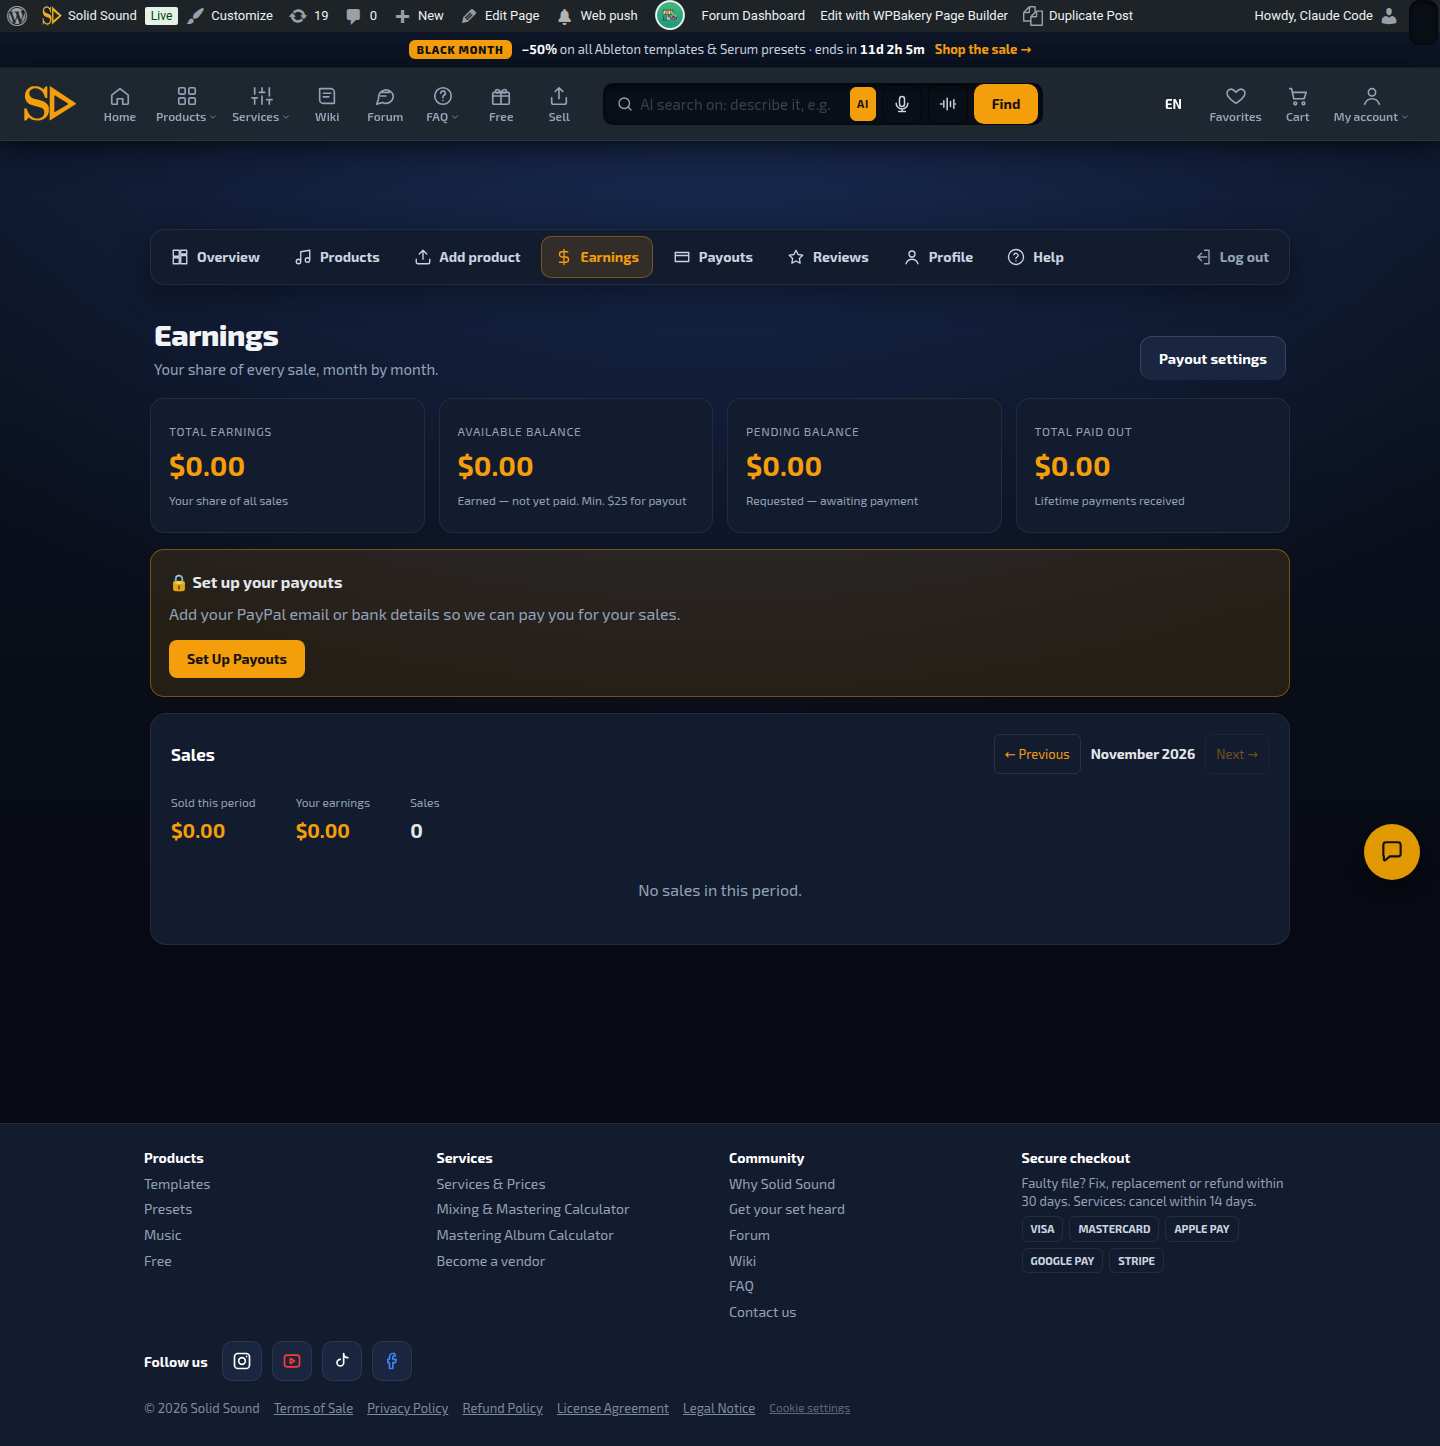 Solid Sound Live Customize 19 0 New Edit Page Web push Forum Dashboard Edit with WPBakery Page Builder Duplicate Post Howdy, Claude Code
BLACK MONTH −50% on all Ableton templates & Serum presets · ends in 11d 2h 5m Shop the sale →
SD Home Products Services Wiki Forum FAQ Free Sell AI search on: describe it, e.g. AI Find EN Favorites Cart My account
Overview Products Add product Earnings Payouts Reviews Profile Help Log out
Earnings
Your share of every sale, month by month.
Payout settings
TOTAL EARNINGS AVAILABLE BALANCE PENDING BALANCE TOTAL PAID OUT
$0.00 $0.00 $0.00 $0.00
Your share of all sales Earned — not yet paid. Min. $25 for payout Requested — awaiting payment Lifetime payments received
Set up your payouts
Add your PayPal email or bank details so we can pay you for your sales.
Set Up Payouts
Sales ← Previous November 2026 Next →
Sold this period Your earnings Sales
$0.00 $0.00 0
No sales in this period.
Products Services Community Secure checkout
Templates Services & Prices Why Solid Sound Faulty file? Fix, replacement or refund within
Presets Mixing & Mastering Calculator Get your set heard 30 days. Services: cancel within 14 days.
Music Mastering Album Calculator Forum VISA MASTERCARD APPLE PAY
Free Become a vendor Wiki GOOGLE PAY STRIPE
FAQ
Contact us
Follow us
© 2026 Solid Sound Terms of Sale Privacy Policy Refund Policy License Agreement Legal Notice Cookie settings